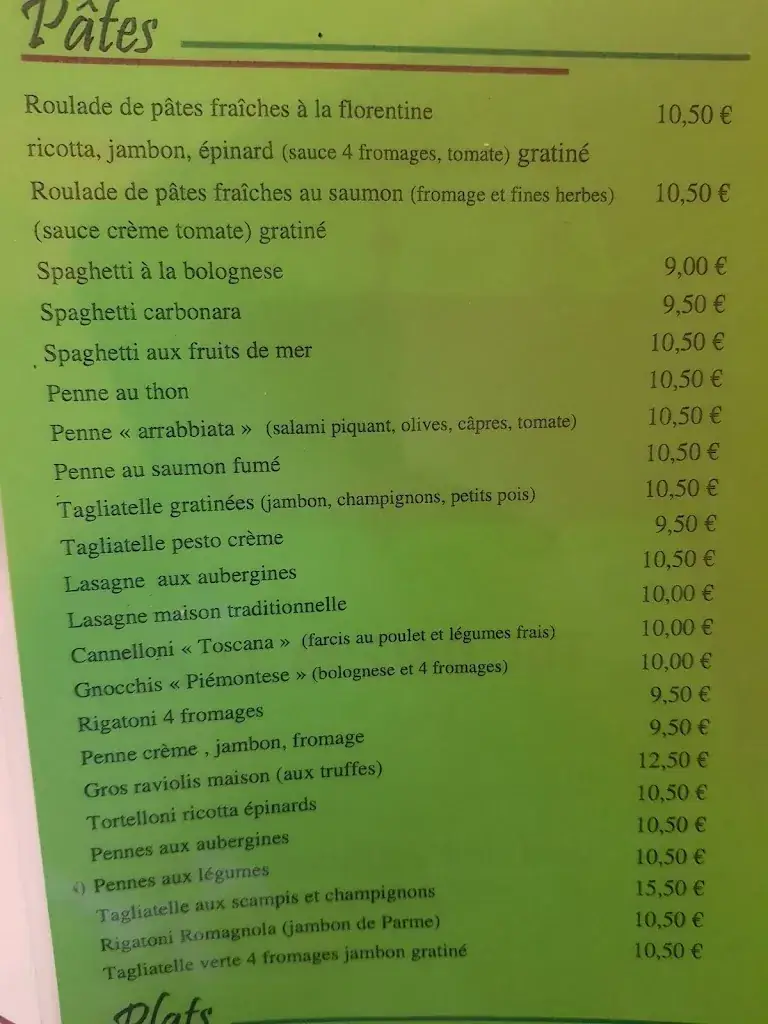 Pâtes
Roulade de pâtes fraîches à la florentine 10,50 €
ricotta, jambon, épinard (sauce 4 fromages, tomate) gratiné
Roulade de pâtes fraîches au saumon (fromage et fines herbes) 10,50 €
(sauce crème tomate) gratiné
Spaghetti à la bolognese 9,00 €
Spaghetti carbonara 9,50 €
Spaghetti aux fruits de mer 10,50 €
Penne au thon 10,50 €
Penne « arrabbiata » (salami piquant, olives, câpres, tomate) 10,50 €
Penne au saumon fumé 10,50 €
Tagliatelle gratinées (jambon, champignons, petits pois) 10,50 €
Tagliatelle pesto crème 9,50 €
Lasagne aux aubergines 10,50 €
Lasagne maison traditionnelle 10,00 €
Cannelloni « Toscana » (farcis au poulet et légumes frais) 10,00 €
Gnocchis « Piémontese » (bolognese et 4 fromages) 10,00 €
Rigatoni 4 fromages 9,50 €
Penne crème , jambon, fromage 9,50 €
Gros raviolis maison (aux truffes) 12,50 €
Tortelloni ricotta épinards 10,50 €
Pennes aux aubergines 10,50 €
Pennes aux légumes 10,50 €
Tagliatelle aux scampis et champignons 15,50 €
Rigatoni Romagnola (jambon de Parme) 10,50 €
Tagliatelle verte 4 fromages jambon gratiné 10,50 €
Plats